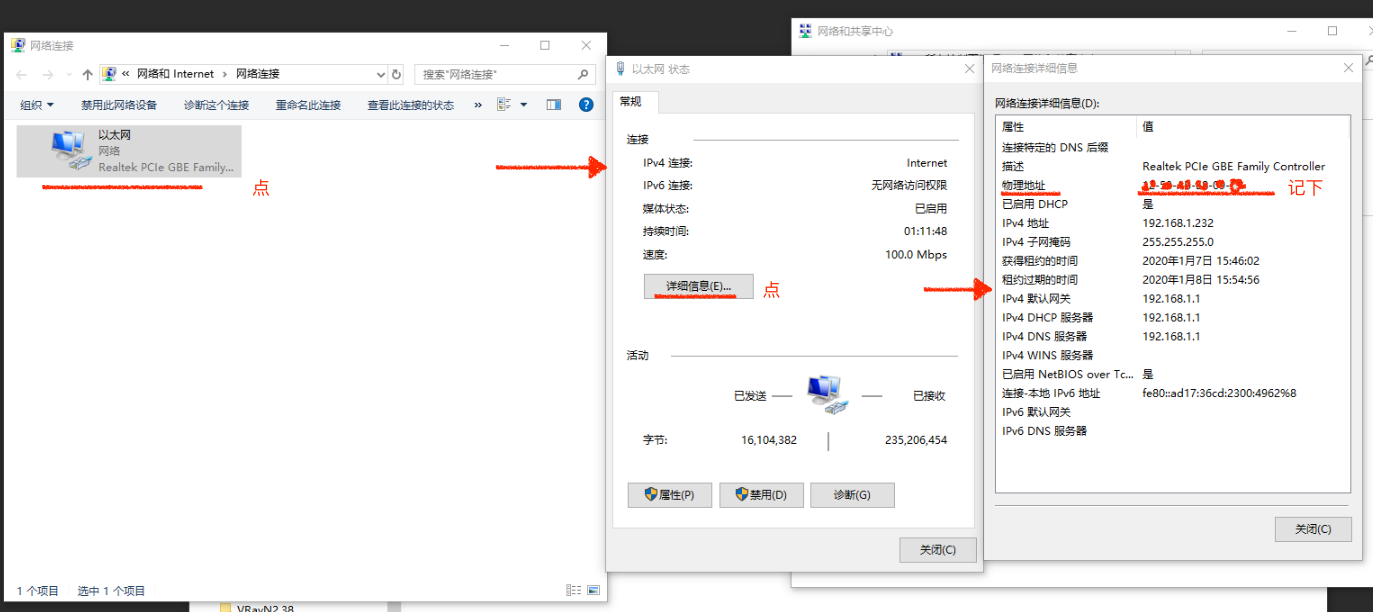 网络连接
« 网络和 Internet › 网络连接
搜索"网络连接"
组织 禁用此网络设备 诊断这个连接 重命名此连接 查看此连接的状态 »
以太网
网络
Realtek PCIe GBE Family...
点
1 个项目 选中 1 个项目
VRayN2.38
网络和共享中心
以太网 状态
常规
连接
IPv4 连接: Internet
IPv6 连接: 无网络访问权限
媒体状态: 已启用
持续时间: 01:11:48
速度: 100.0 Mbps
详细信息(E)... 点
活动
已发送 已接收
字节: 16,104,382 235,206,454
属性(P) 禁用(D) 诊断(G)
关闭(C)
网络连接详细信息
网络连接详细信息(D):
属性 值
连接特定的 DNS 后缀
描述 Realtek PCIe GBE Family Controller
物理地址 记下
已启用 DHCP 是
IPv4 地址 192.168.1.232
IPv4 子网掩码 255.255.255.0
获得租约的时间 2020年1月7日 15:46:02
租约过期的时间 2020年1月8日 15:54:56
IPv4 默认网关 192.168.1.1
IPv4 DHCP 服务器 192.168.1.1
IPv4 DNS 服务器 192.168.1.1
IPv4 WINS 服务器
已启用 NetBIOS over Tc... 是
连接-本地 IPv6 地址 fe80::ad17:36cd:2300:4962%8
IPv6 默认网关
IPv6 DNS 服务器
关闭(C)